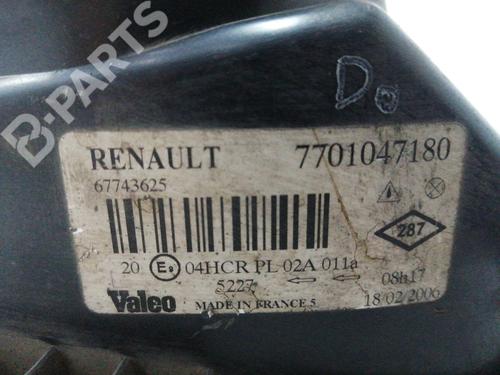 B-PARTS
Do
RENAULT 7701047180
67743625
287
20 E 04HCR PL 02A 011a
5227 08h17
Valeo MADE IN FRANCE 5 18/02/2006